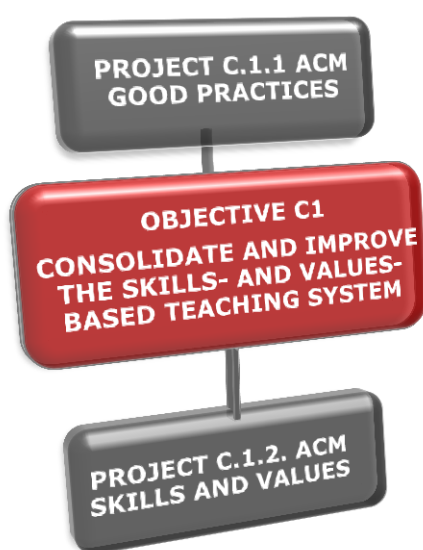 PROJECT C.1.1 ACM
GOOD PRACTICES
OBJECTIVE C1
CONSOLIDATE AND IMPROVE
THE SKILLS- AND VALUES-
BASED TEACHING SYSTEM
PROJECT C.1.2. ACM
SKILLS AND VALUES